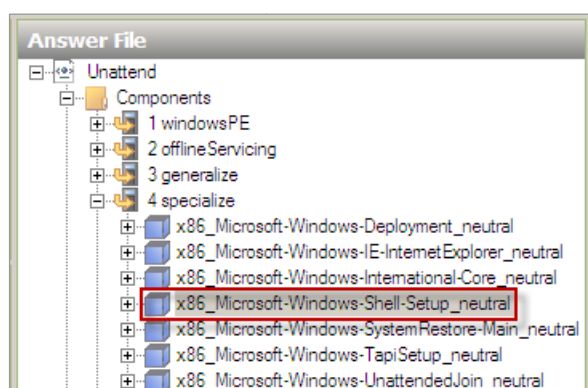 Answer File
Unattend
Components
1 windowsPE
2 offlineServicing
3 generalize
4 specialize
x86_Microsoft-Windows-Deployment_neutral
x86_Microsoft-Windows-IE-InternetExplorer_neutral
x86_Microsoft-Windows-International-Core_neutral
x86_Microsoft-Windows-Shell-Setup_neutral
x86_Microsoft-Windows-SystemRestore-Main_neutral
x86_Microsoft-Windows-TapiSetup_neutral
x86_Microsoft-Windows-UnattendedJoin_neutral